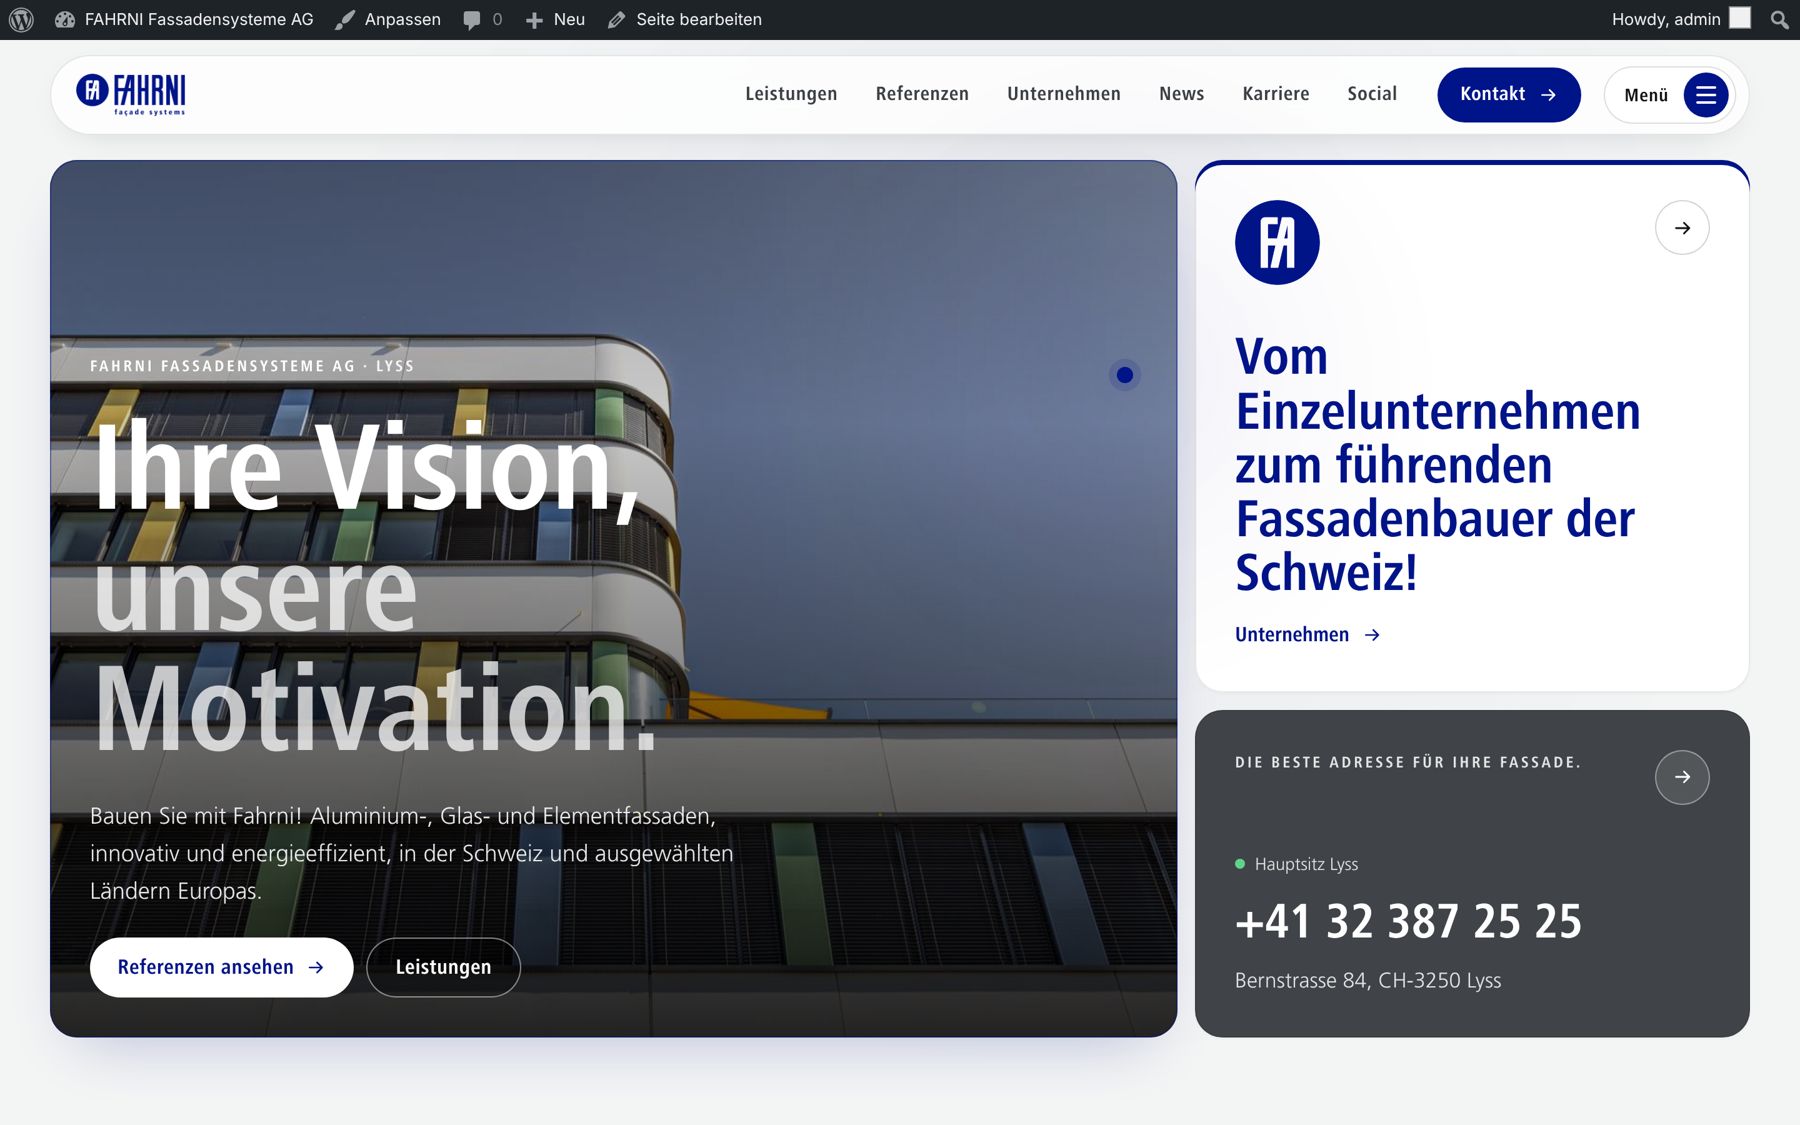 FAHRNI Fassadensysteme AG
Anpassen
0
Neu
Seite bearbeiten
Howdy, admin
FA FAHRNI
façade systems
Leistungen
Referenzen
Unternehmen
News
Karriere
Social
Kontakt
Menü
FAHRNI FASSADENSYSTEME AG · LYSS
Ihre Vision,
unsere
Motivation.
Bauen Sie mit Fahrni! Aluminium-, Glas- und Elementfassaden,
innovativ und energieeffizient, in der Schweiz und ausgewählten
Ländern Europas.
Referenzen ansehen
Leistungen
FA
Vom
Einzelunternehmen
zum führenden
Fassadenbauer der
Schweiz!
Unternehmen
DIE BESTE ADRESSE FÜR IHRE FASSADE.
Hauptsitz Lyss
+41 32 387 25 25
Bernstrasse 84, CH-3250 Lyss